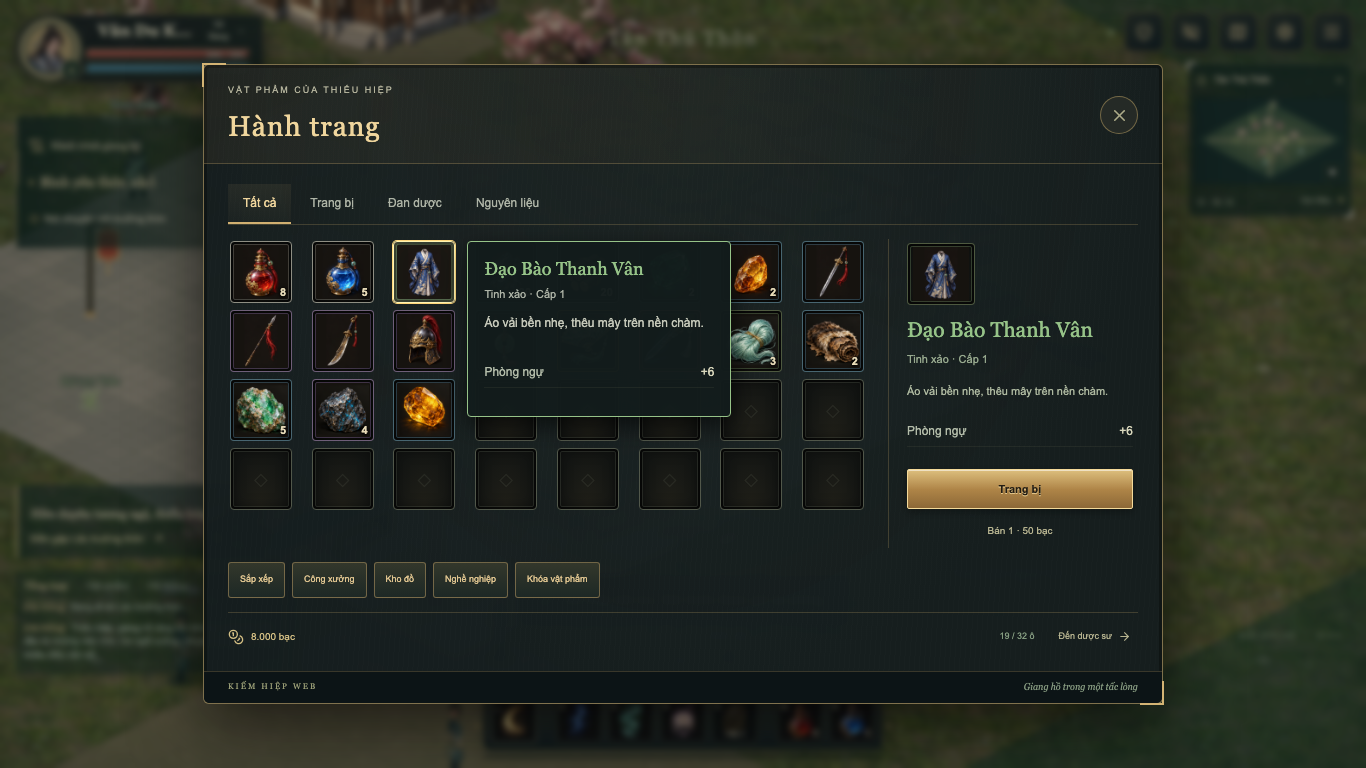 VẬT PHẨM CỦA THIẾU HIỆP
Hành trang
Tất cả
Trang bị
Đan dược
Nguyên liệu
8
5
2
Đạo Bào Thanh Vân
Tinh xảo · Cấp 1
Áo vải bền nhẹ, thêu mây trên nền chàm.
Phòng ngự
+6
3
2
5
4
Đạo Bào Thanh Vân
Tinh xảo · Cấp 1
Áo vải bền nhẹ, thêu mây trên nền chàm.
Phòng ngự
+6
Trang bị
Bán 1 · 50 bạc
Sắp xếp
Công xưởng
Kho đồ
Nghề nghiệp
Khóa vật phẩm
8.000 bạc
19 / 32 ô
Đến dược sư
KIẾM HIỆP WEB
Giang hồ trong một tấc lòng